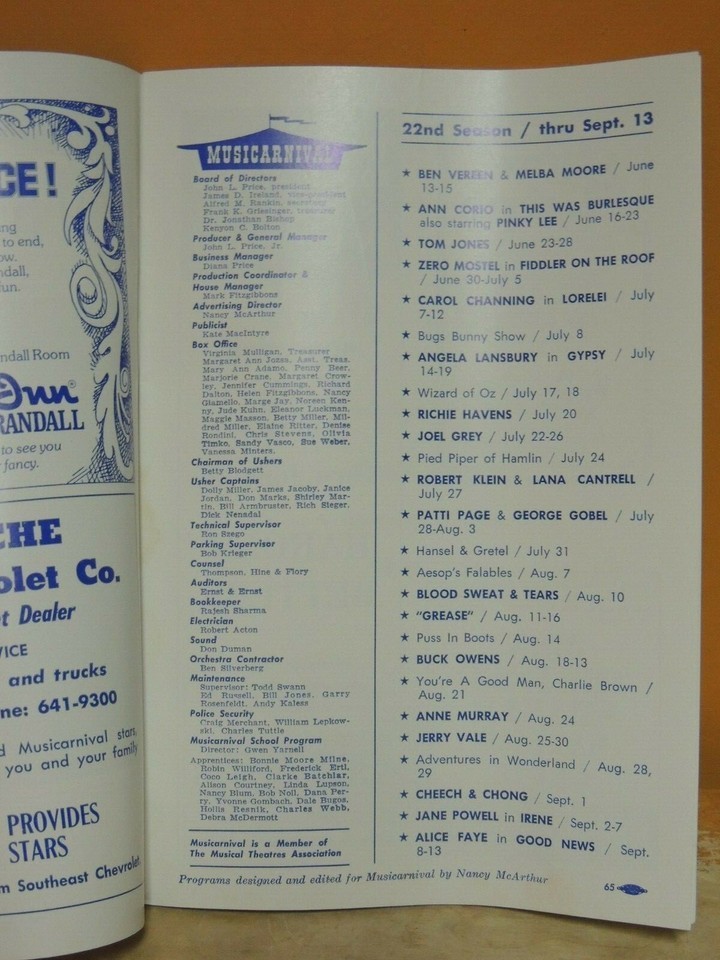 CE!
to end,
ow.
ndall,
fun.
ndall Room
RANDALL
to see you
fancy.
CHE
olet Co.
t Dealer
VICE
and trucks
ne: 641-9300
d Musicarnival stars,
you and your family
PROVIDES
STARS
m Southeast Chevrolet.
MUSICARNIVAL
Board of Directors
John L. Price, president
James D. Ireland, vice-president
Alfred M. Rankin, secretary
Frank K. Griesinger, treasurer
Dr. Jonathan Bishop
Kenyon C. Bolton
Producer & General Manager
John L. Price, Jr.
Business Manager
Diana Price
Production Coordinator &
House Manager
Mark Fitzgibbons
Advertising Director
Nancy McArthur
Publicist
Kate MacIntyre
Box Office
Virginia Mulligan, Treasurer
Margaret Ann Jozsa, Asst. Treas.
Mary Ann Adamo, Penny Beer,
Marjorie Crane, Margaret Crow-
ley, Jennifer Cummings, Richard
Dalton, Helen Fitzgibbons, Nancy
Giamello, Marge Jay, Noreen Ken-
ny, Jude Kuhn, Eleanor Luekman,
Maggie Masson, Betty Miller, Mil-
dred Miller, Elaine Ritter, Denise
Rondini, Chris Stevens, Olivia
Timko, Sandy Vasco, Sue Weber,
Vanessa Minters.
Chairman of Ushers
Betty Blodgett
Usher Captains
Dolly Miller, James Jacoby, Janice
Jordan, Don Marks, Shirley Mar-
tin, Bill Armbruster, Rich Sieger,
Dick Nenadal
Technical Supervisor
Ron Szego
Parking Supervisor
Bob Krieger
Counsel
Thompson, Hine & Flory
Auditors
Ernst & Ernst
Bookkeeper
Rajesh Sharma
Electrician
Robert Acton
Sound
Don Duman
Orchestra Contractor
Ben Silverberg
Maintenance
Supervisor: Todd Swann
Ed Russell, Bill Jones, Garry
Rosenfeldt, Andy Kaless
Police Security
Craig Merchant, William Lepkow-
ski, Charles Tuttle
Musicarnival School Program
Director: Gwen Yarnell
Apprentices: Bonnie Moore Milne,
Robin Williford, Frederick Ertl,
Coco Leigh, Clarke Batchlar,
Alison Courtney, Linda Lupson,
Nancy Blum, Bob Noll, Dana Per-
ry, Yvonne Gombach, Dale Bugos,
Hollis Resnik, Charles Webb,
Debra McDermott
Musicarnival is a Member of
The Musical Theatres Association
22nd Season / thru Sept. 13
★ BEN VEREEN & MELBA MOORE / June
13-15
★ ANN CORIO in THIS WAS BURLESQUE
also starring PINKY LEE / June 16-23
★ TOM JONES / June 23-28
★ ZERO MOSTEL in FIDDLER ON THE ROOF
/ June 30-July 5
★ CAROL CHANNING in LORELEI / July
7-12
★ Bugs Bunny Show / July 8
★ ANGELA LANSBURY in GYPSY / July
14-19
★ Wizard of Oz / July 17, 18
★ RICHIE HAVENS / July 20
★ JOEL GREY / July 22-26
★ Pied Piper of Hamlin / July 24
★ ROBERT KLEIN & LANA CANTRELL /
July 27
★ PATTI PAGE & GEORGE GOBEL / July
28-Aug. 3
★ Hansel & Gretel / July 31
★ Aesop's Falables / Aug. 7
★ BLOOD SWEAT & TEARS / Aug. 10
★ "GREASE" / Aug. 11-16
★ Puss In Boots / Aug. 14
★ BUCK OWENS / Aug. 18-13
★ You're A Good Man, Charlie Brown /
Aug. 21
★ ANNE MURRAY / Aug. 24
★ JERRY VALE / Aug. 25-30
★ Adventures in Wonderland / Aug. 28,
29
★ CHEECH & CHONG / Sept. 1
★ JANE POWELL in IRENE / Sept. 2-7
★ ALICE FAYE in GOOD NEWS / Sept.
8-13
Programs designed and edited for Musicarnival by Nancy McArthur
65